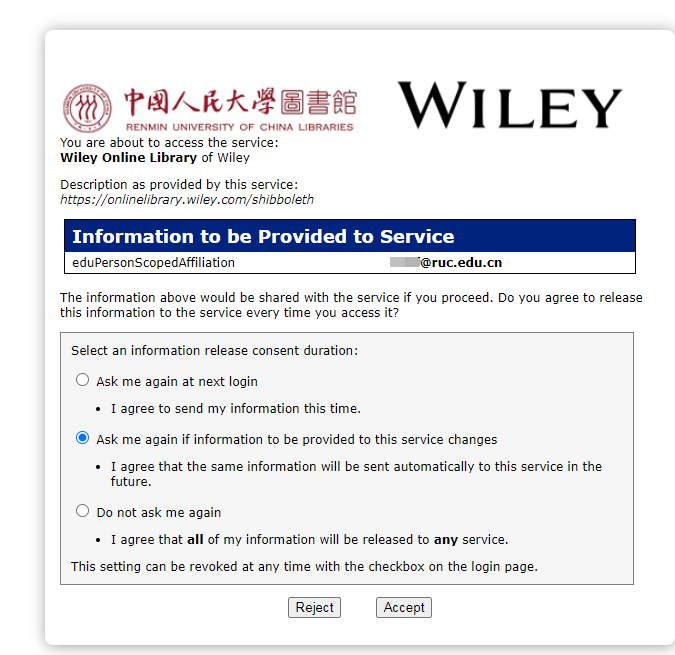 中国人民大學圖書館
RENMIN UNIVERSITY OF CHINA LIBRARIES
WILEY
You are about to access the service:
Wiley Online Library of Wiley
Description as provided by this service:
https://onlinelibrary.wiley.com/shibboleth
Information to be Provided to Service
eduPersonScopedAffiliation @ruc.edu.cn
The information above would be shared with the service if you proceed. Do you agree to release
this information to the service every time you access it?
Select an information release consent duration:
Ask me again at next login
• I agree to send my information this time.
Ask me again if information to be provided to this service changes
• I agree that the same information will be sent automatically to this service in the
future.
Do not ask me again
• I agree that all of my information will be released to any service.
This setting can be revoked at any time with the checkbox on the login page.
Reject Accept